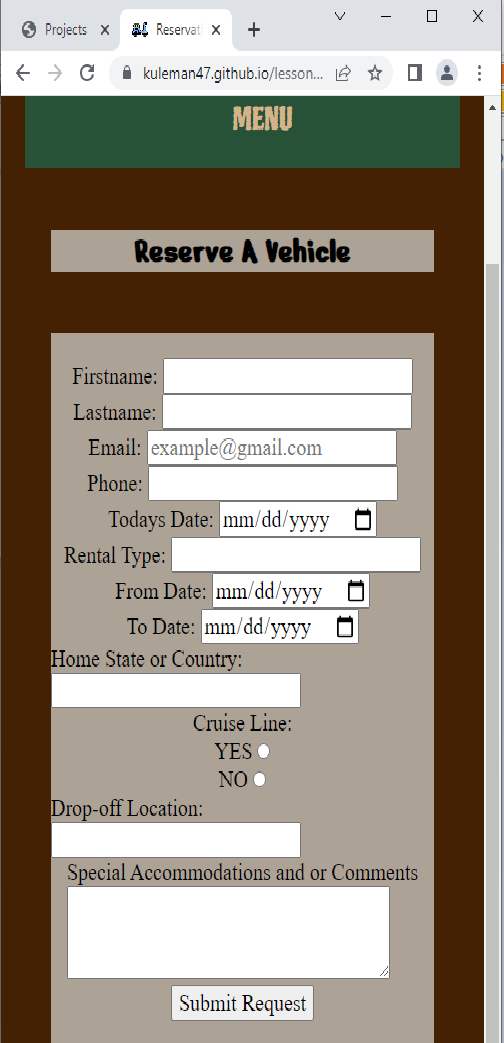 Projects
Reservat
kuleman47.github.io/lesson...
MENU
Reserve A Vehicle
Firstname:
Lastname:
Email: example@gmail.com
Phone:
Todays Date: mm/dd/yyyy
Rental Type:
From Date: mm/dd/yyyy
To Date: mm/dd/yyyy
Home State or Country:
Cruise Line:
YES
NO
Drop-off Location:
Special Accommodations and or Comments
Submit Request